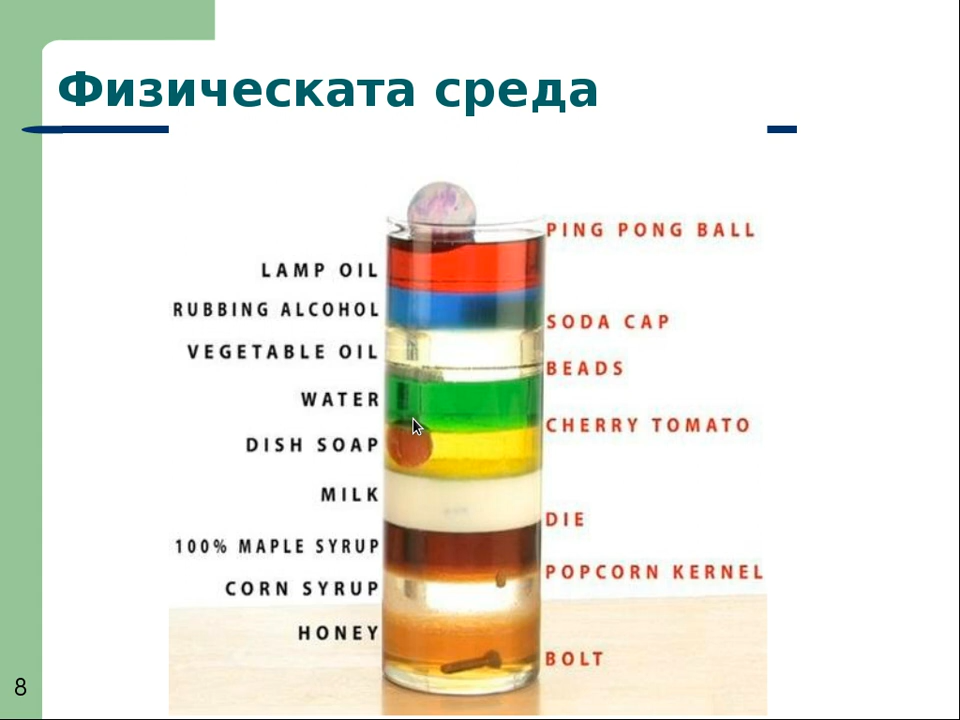 Физическата среда
PING PONG BALL
LAMP OIL
RUBBING ALCOHOL
SODA CAP
VEGETABLE OIL
BEADS
WATER
CHERRY TOMATO
DISH SOAP
MILK
DIE
100% MAPLE SYRUP
POPCORN KERNEL
CORN SYRUP
HONEY
BOLT
8